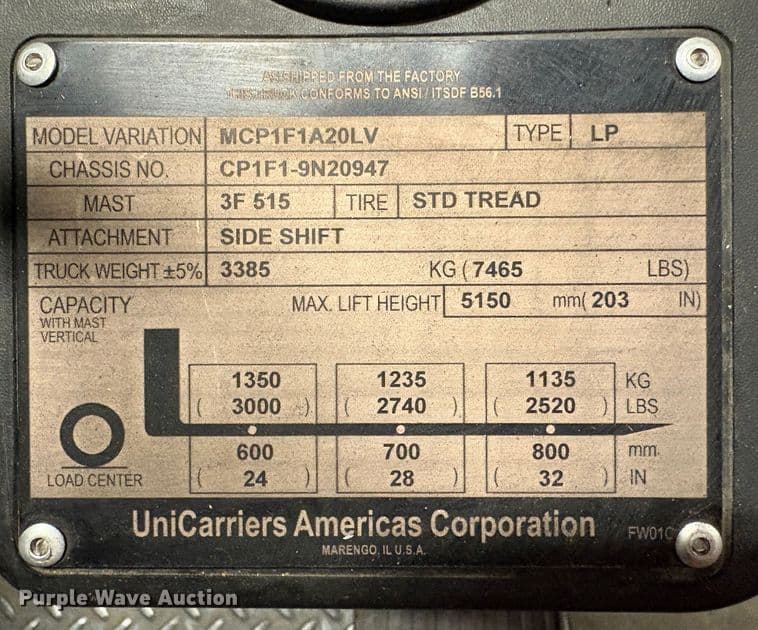 AS SHIPPED FROM THE FACTORY
THIS TRUCK CONFORMS TO ANSI / ITSDF B56.1
MODEL VARIATION MCP1F1A20LV TYPE LP
CHASSIS NO. CP1F1-9N20947
MAST 3F 515 TIRE STD TREAD
ATTACHMENT SIDE SHIFT
TRUCK WEIGHT ±5% 3385 KG ( 7465 LBS)
CAPACITY MAX. LIFT HEIGHT 5150 mm( 203 IN)
WITH MAST
VERTICAL
1350 1235 1135 KG
( 3000 ) ( 2740 ) ( 2520 ) LBS
600 700 800 mm.
LOAD CENTER ( 24 ) ( 28 ) ( 32 ) IN
UniCarriers Americas Corporation FW01C
MARENGO, IL U.S.A.
Purple Wave Auction